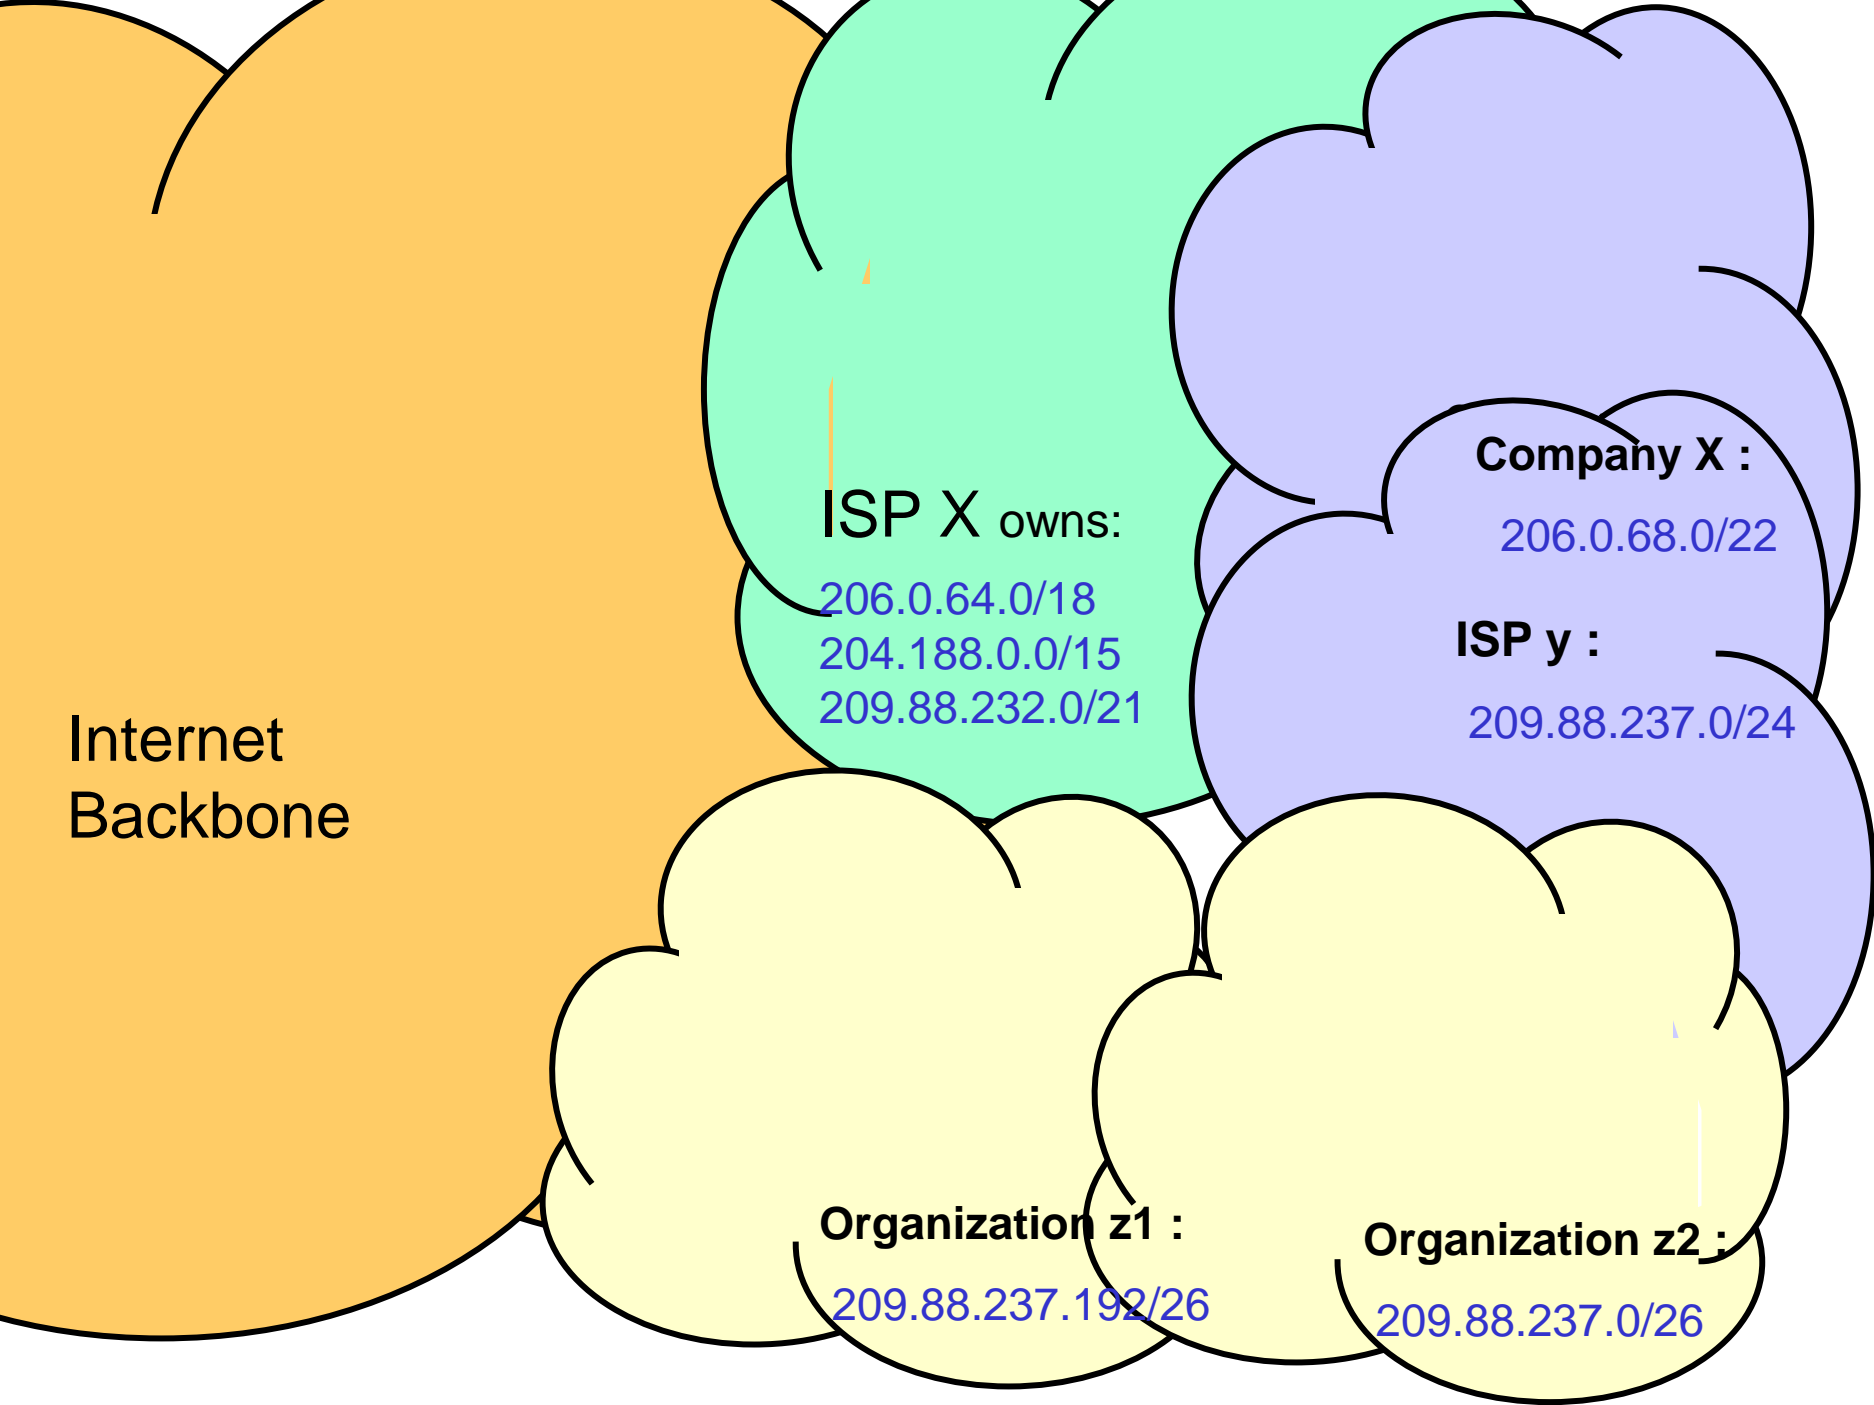 Internet
Backbone
ISP X owns:
206.0.64.0/18
204.188.0.0/15
209.88.232.0/21
Company X :
206.0.68.0/22
ISP y :
209.88.237.0/24
Organization z1 :
209.88.237.192/26
Organization z2 :
209.88.237.0/26